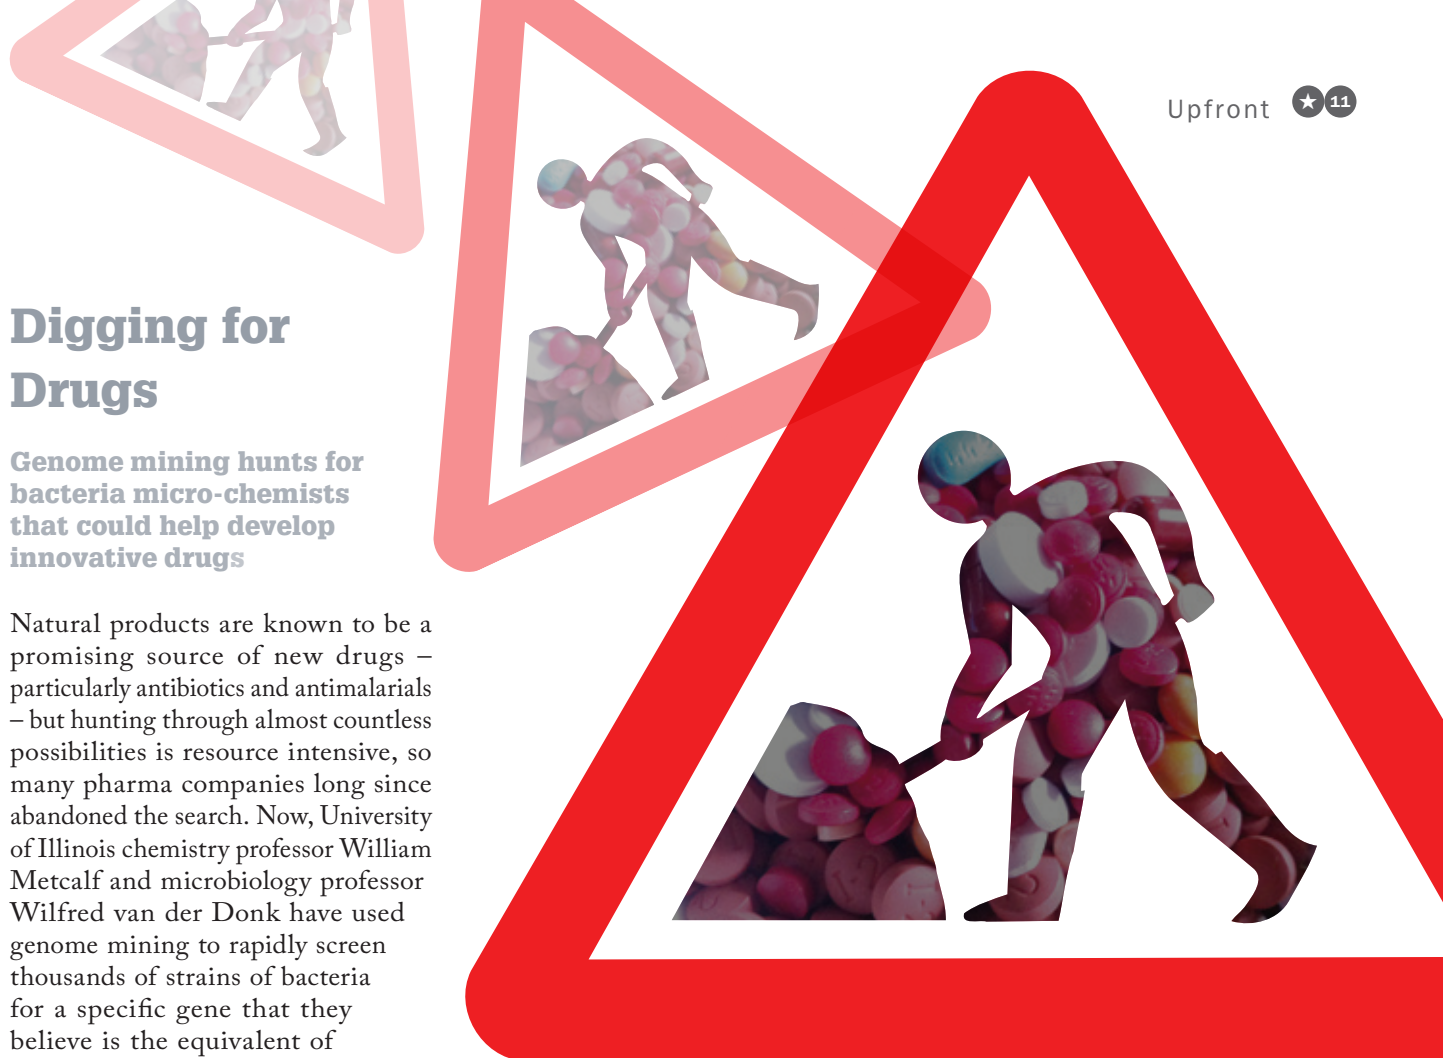 Upfront ★ 11
Digging for
Drugs
Genome mining hunts for
bacteria micro-chemists
that could help develop
innovative drugs
Natural products are known to be a
promising source of new drugs –
particularly antibiotics and antimalarials
– but hunting through almost countless
possibilities is resource intensive, so
many pharma companies long since
abandoned the search. Now, University
of Illinois chemistry professor William
Metcalf and microbiology professor
Wilfred van der Donk have used
genome mining to rapidly screen
thousands of strains of bacteria
for a specific gene that they
believe is the equivalent of